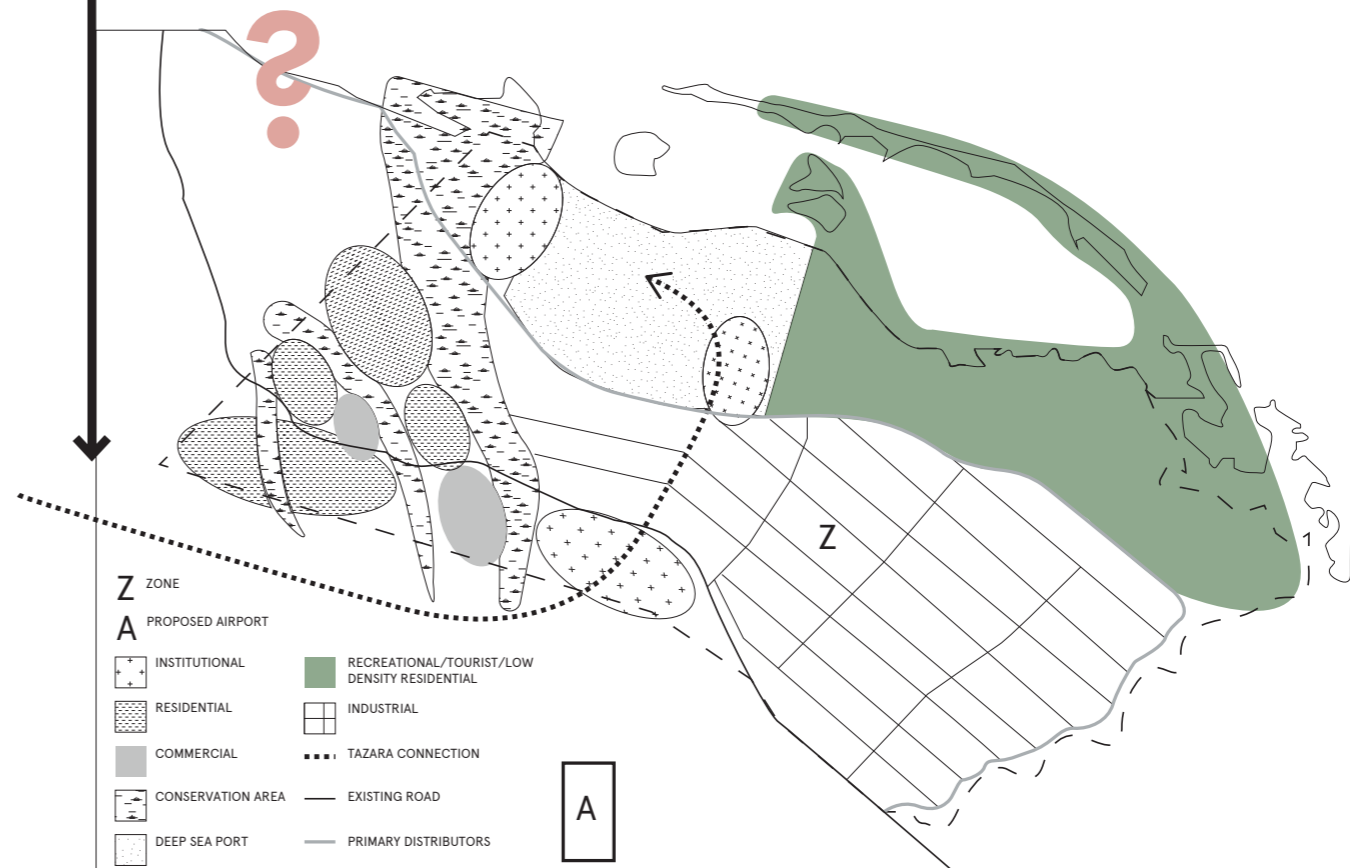 ?
Z
Z ZONE
A PROPOSED AIRPORT
INSTITUTIONAL
RESIDENTIAL
COMMERCIAL
CONSERVATION AREA
DEEP SEA PORT
RECREATIONAL/TOURIST/LOW
DENSITY RESIDENTIAL
INDUSTRIAL
TAZARA CONNECTION
EXISTING ROAD
PRIMARY DISTRIBUTORS
A